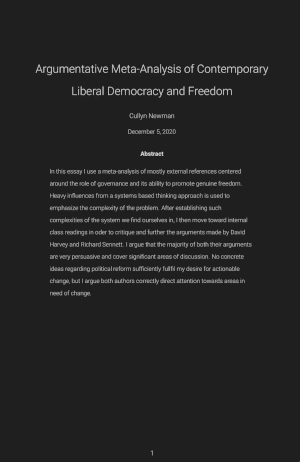 Argumentative Meta-Analysis of Contemporary
Liberal Democracy and Freedom
Cullyn Newman
December 5, 2020
Abstract
In this essay I use a meta-analysis of mostly external references centered
around the role of governance and its ability to promote genuine freedom.
Heavy influences from a systems based thinking approach is used to
emphasize the complexity of the problem. After establishing such
complexities of the system we find ourselves in, I then move toward internal
class readings in oder to critique and further the arguments made by David
Harvey and Richard Sennett. I argue that the majority of both their arguments
are very persuasive and cover significant areas of discussion. No concrete
ideas regarding political reform sufficiently fulfil my desire for actionable
change, but I argue both authors correctly direct attention towards areas in
need of change.
1